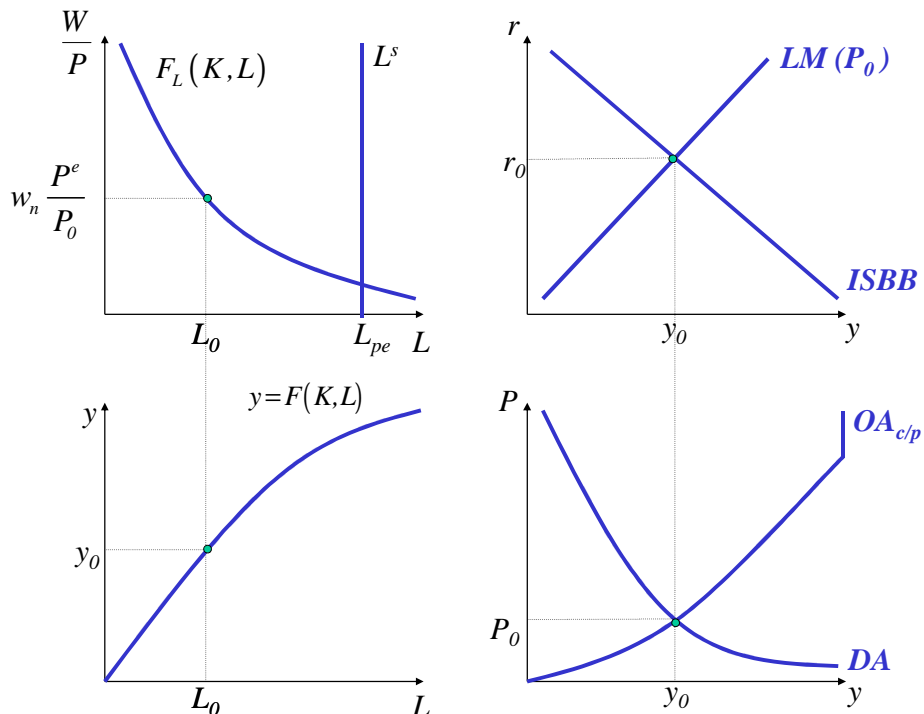 W/P
F_L(K,L)
L^s
w_n P^e/P_0
L_0
L_pe
L
r
LM(P_0)
r_0
ISBB
y_0
y
y
y=F(K,L)
y_0
L_0
L
P
OA_c/p
P_0
DA
y_0
y